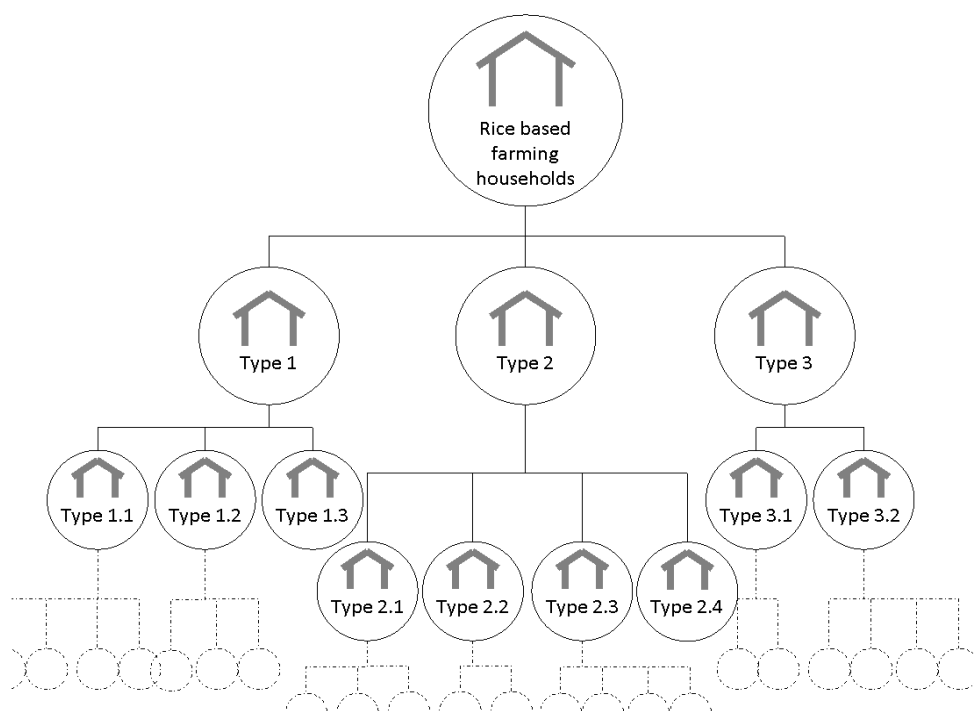 Rice based
farming
households
Type 1
Type 2
Type 3
Type 1.1
Type 1.2
Type 1.3
Type 3.1
Type 3.2
Type 2.1
Type 2.2
Type 2.3
Type 2.4